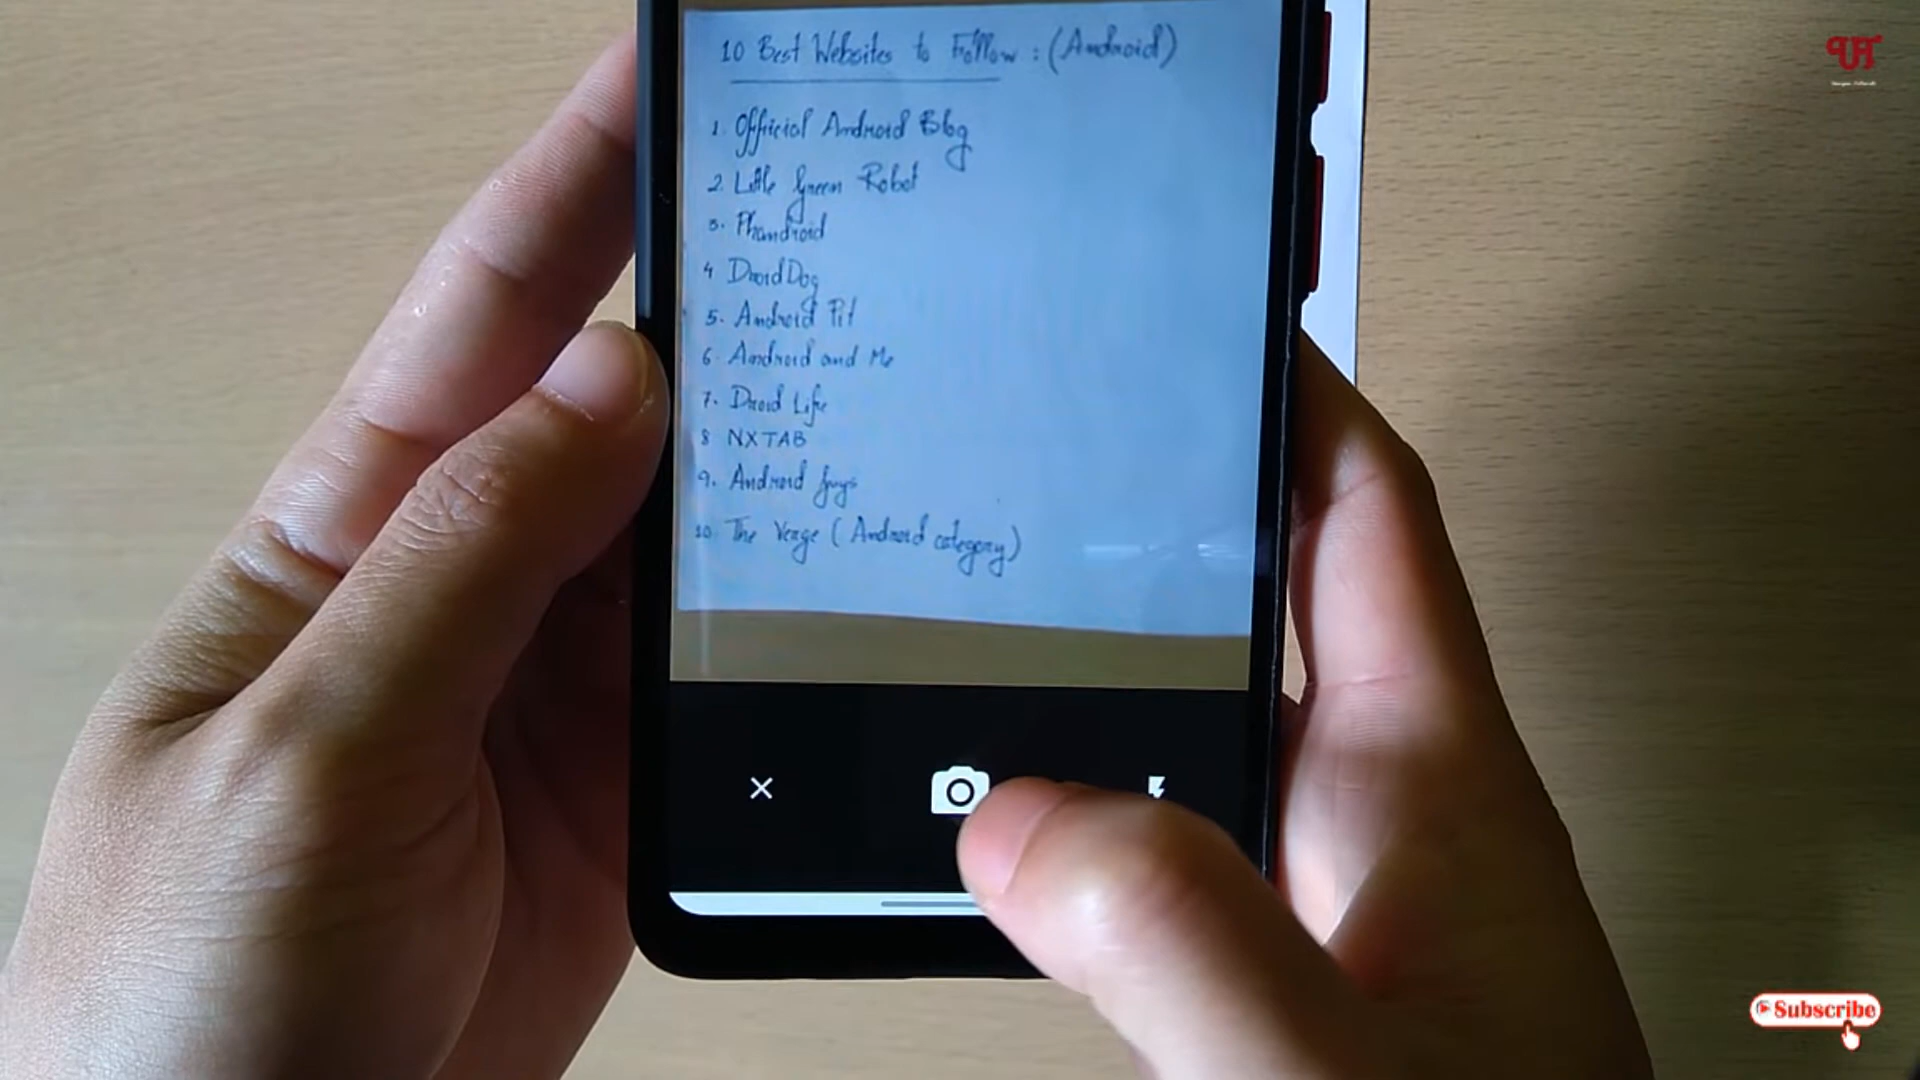 10 Best Websites to Follow : (Android)
1. Official Android Blog
2. Little Green Robot
3. Phandroid
4 DroidDog
5. Android Pit
6. Android and Me
7. Droid Life
8 NXTAB
9. Android Guys
10. The Verge (Android category)
UT
Subscribe